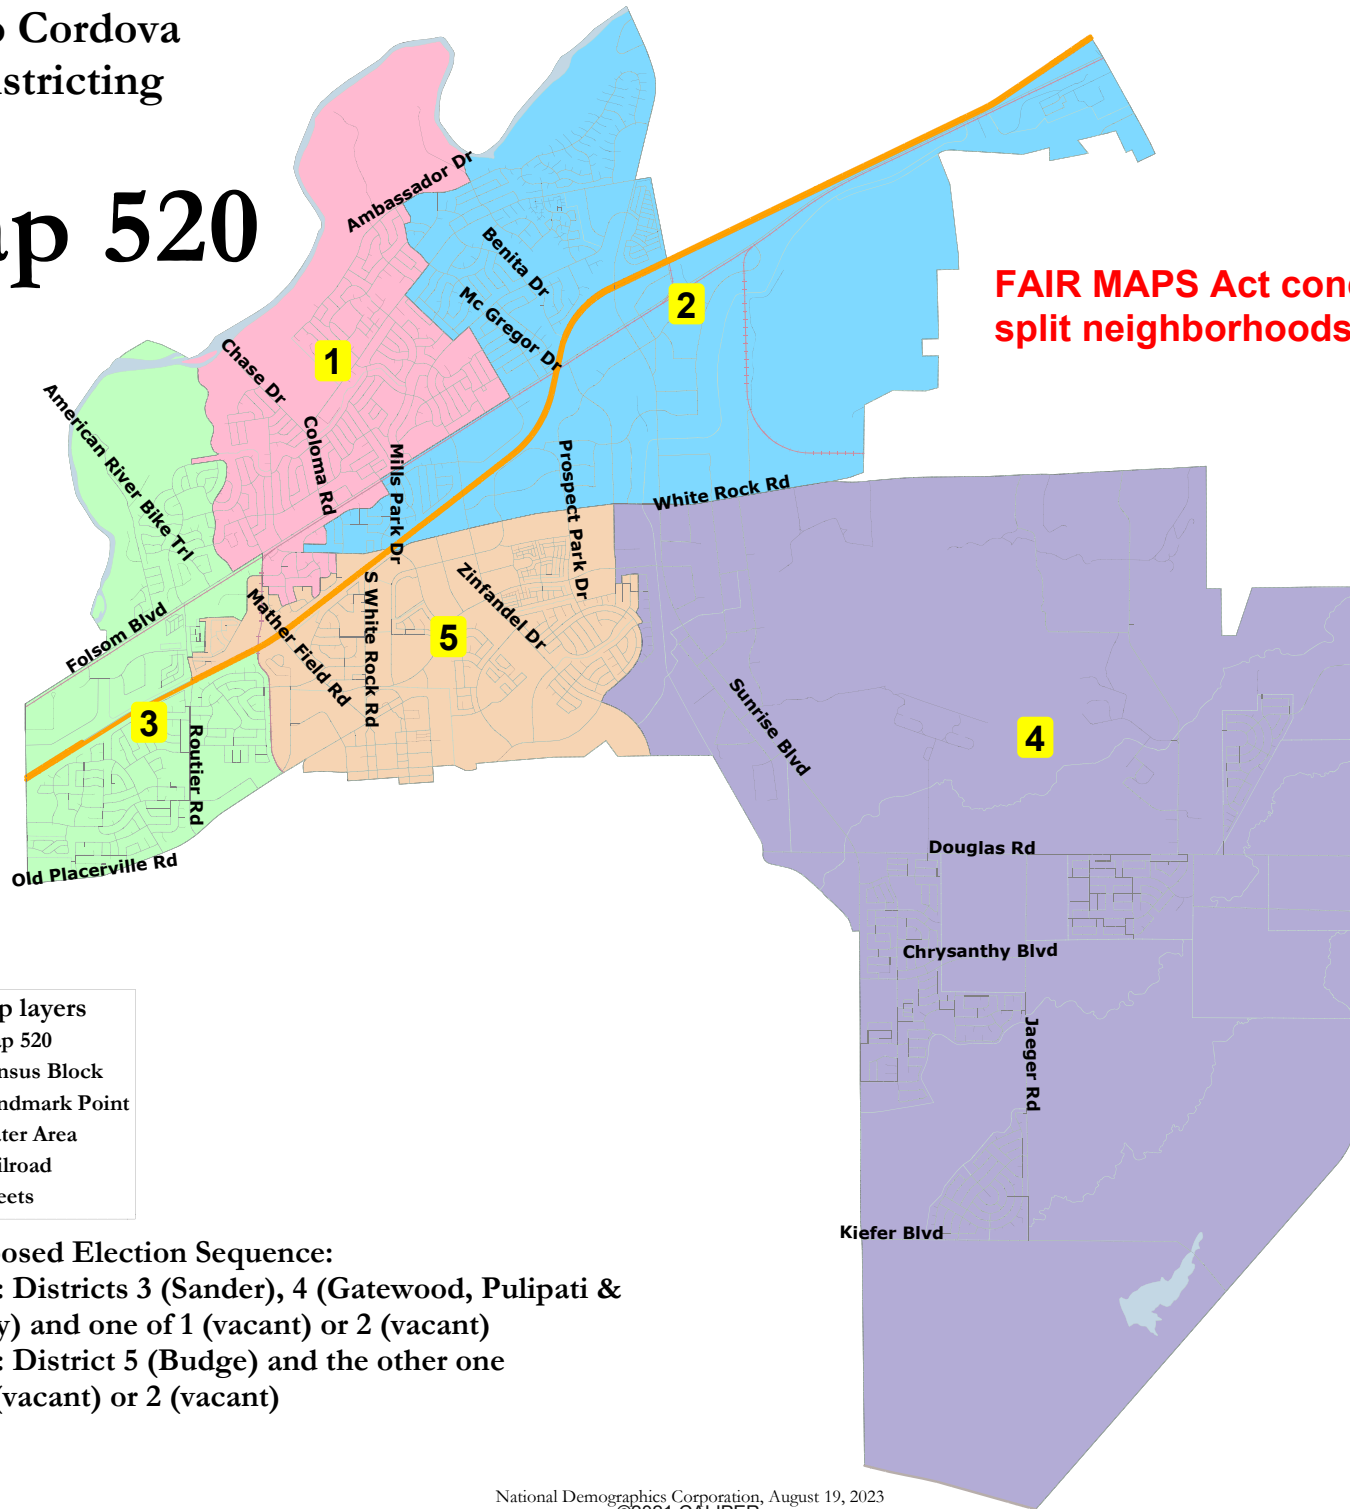 o Cordova
stricting
ap 520
FAIR MAPS Act
split neighborhoods
Ambassador Dr
Benita Dr
Mc Gregor Dr
2
1
Chase Dr
American River Bike Trl
Coloma Rd
Mills Park Dr
Prospect Park Dr
White Rock Rd
Folsom Blvd
Mather Field Rd
S White Rock Rd
Zinfandel Dr
5
3
Routier Rd
Old Placerville Rd
Sunrise Blvd
4
Douglas Rd
Chrysanthy Blvd
Jaeger Rd
Kiefer Blvd
p layers
ap 520
nsus Block
ndmark Point
ater Area
ilroad
eets
osed Election Sequence:
: Districts 3 (Sander), 4 (Gatewood, Pulipati &
y) and one of 1 (vacant) or 2 (vacant)
: District 5 (Budge) and the other one
(vacant) or 2 (vacant)
National Demographics Corporation, August 19, 2023
©2021 CALIPER